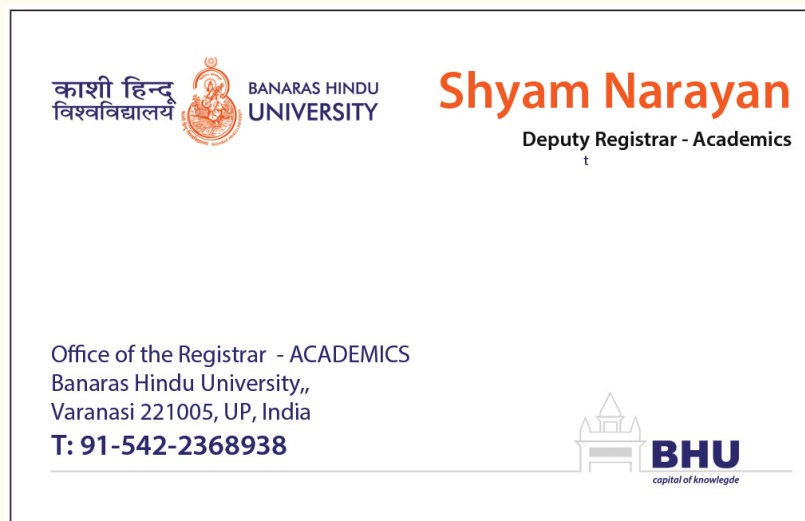 काशी हिन्दू
विश्वविद्यालय
BANARAS HINDU
UNIVERSITY
Shyam Narayan
Deputy Registrar - Academics
t
Office of the Registrar - ACADEMICS
Banaras Hindu University,,
Varanasi 221005, UP, India
T: 91-542-2368938
BHU
capital of knowlegde